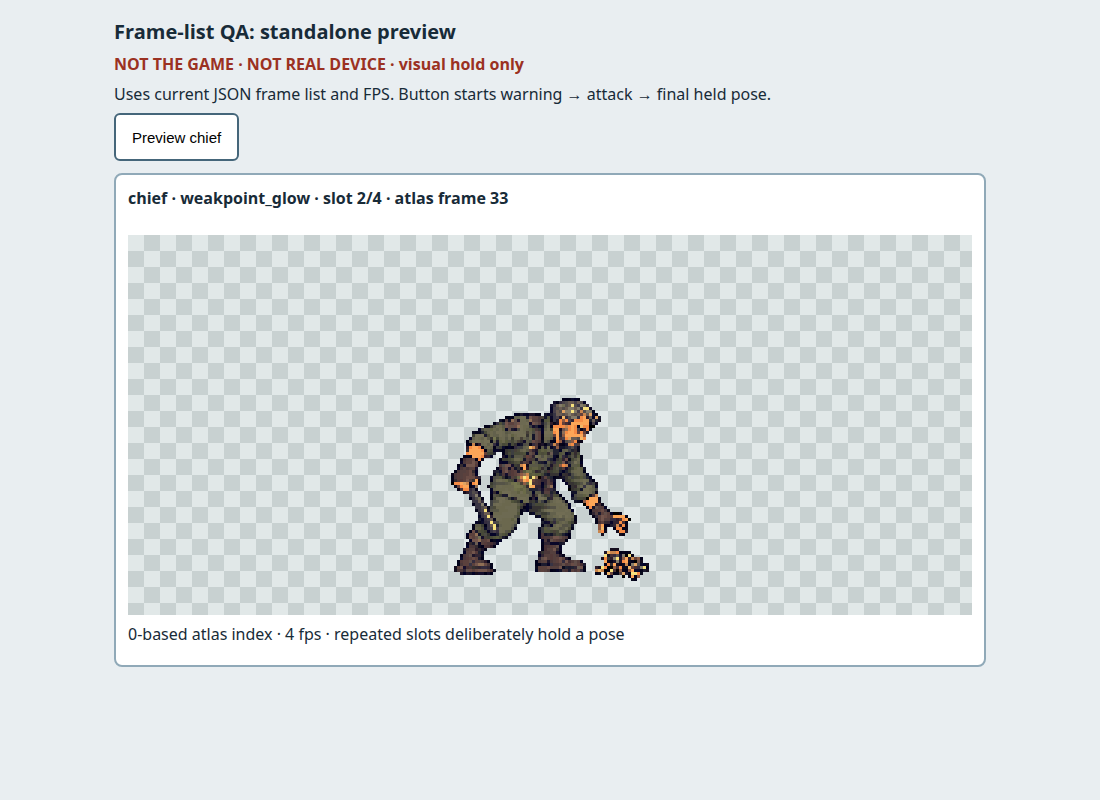 Frame-list QA: standalone preview
NOT THE GAME · NOT REAL DEVICE · visual hold only
Uses current JSON frame list and FPS. Button starts warning → attack → final held pose.
Preview chief
chief · weakpoint_glow · slot 2/4 · atlas frame 33
0-based atlas index · 4 fps · repeated slots deliberately hold a pose